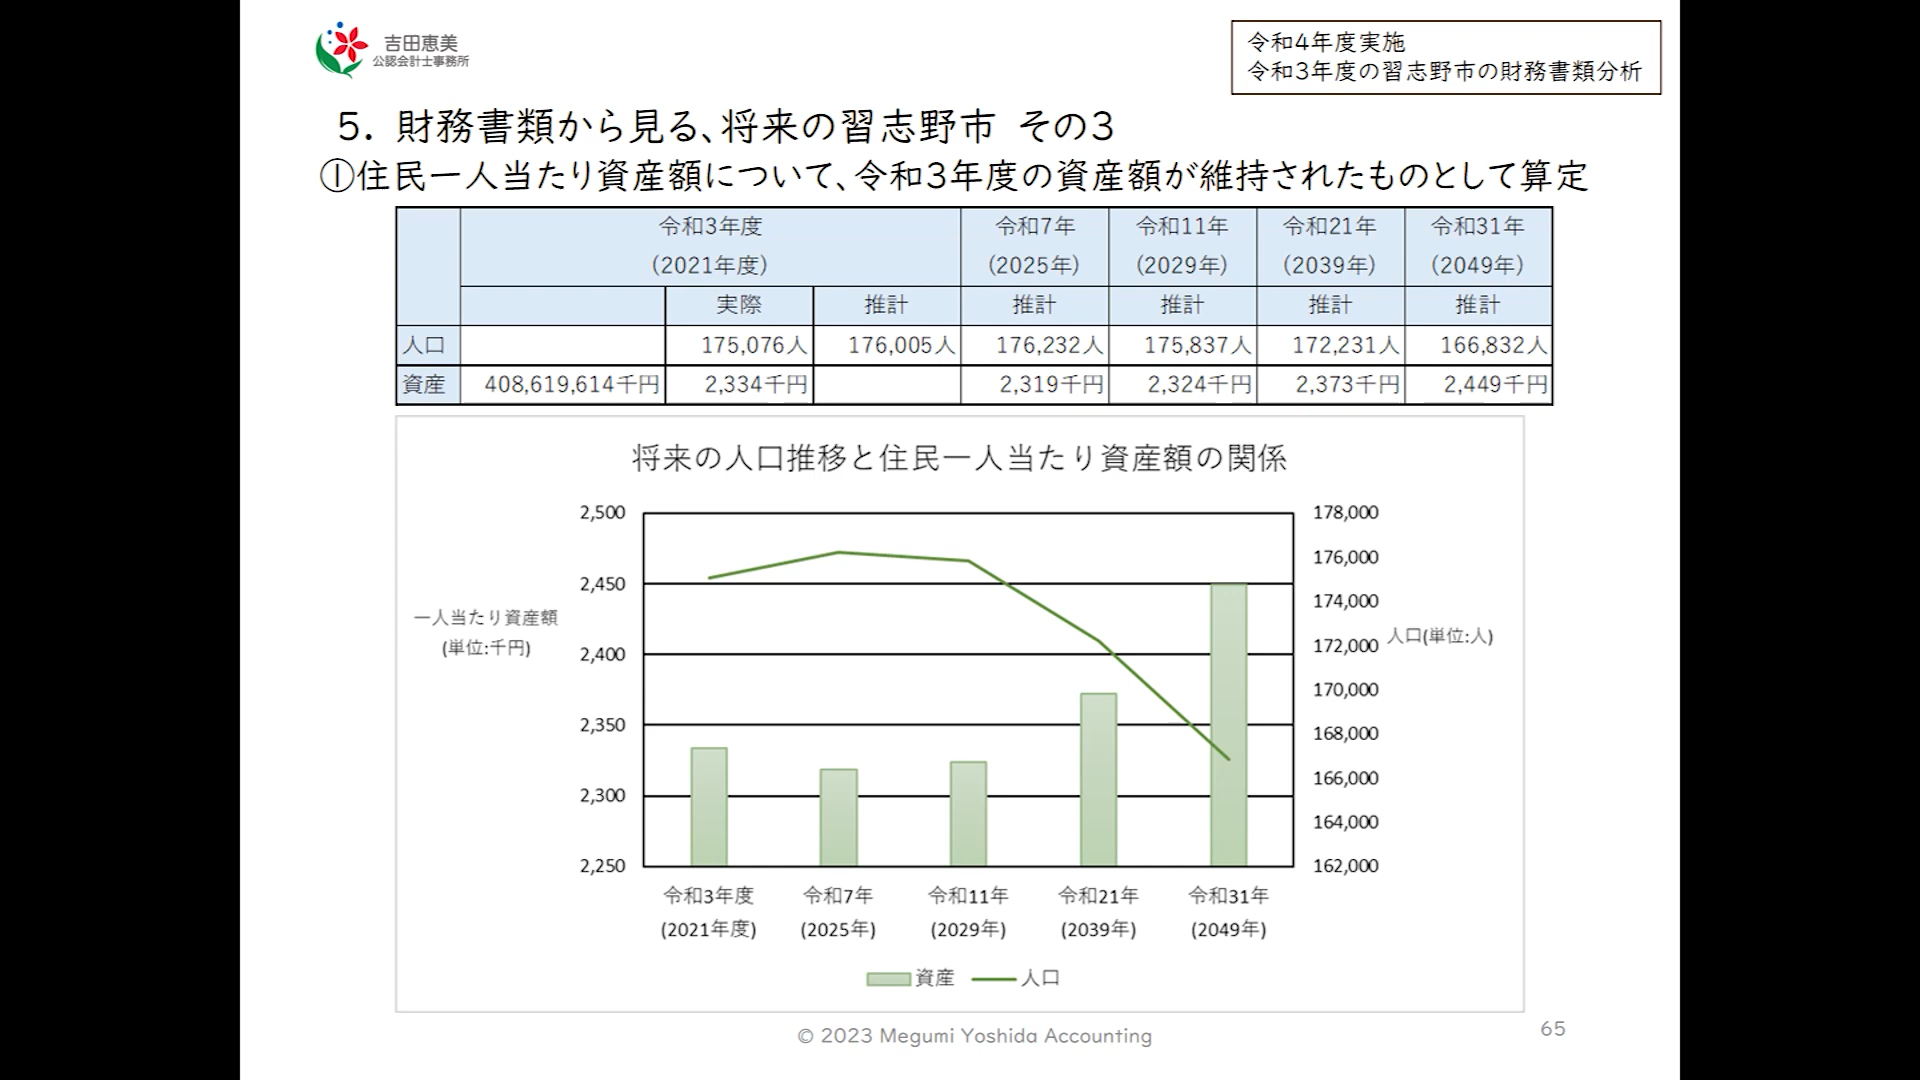 吉田恵美
公認会計士事務所
令和4年度実施
令和3年度の習志野市の財務書類分析
5. 財務書類から見る、将来の習志野市 その3
①住民一人当たり資産額について、令和3年度の資産額が維持されたものとして算定
令和3年度 令和7年 令和11年 令和21年 令和31年
(2021年度) (2025年) (2029年) (2039年) (2049年)
実際 推計 推計 推計 推計 推計
人口 175,076人 176,005人 176,232人 175,837人 172,231人 166,832人
資産 408,619,614千円 2,334千円 2,319千円 2,324千円 2,373千円 2,449千円
将来の人口推移と住民一人当たり資産額の関係
一人当たり資産額
(単位:千円)
2,500
2,450
2,400
2,350
2,300
2,250
178,000
176,000
174,000
172,000
170,000
168,000
166,000
164,000
162,000
人口(単位:人)
令和3年度 令和7年 令和11年 令和21年 令和31年
(2021年度) (2025年) (2029年) (2039年) (2049年)
資産 人口
© 2023 Megumi Yoshida Accounting
65